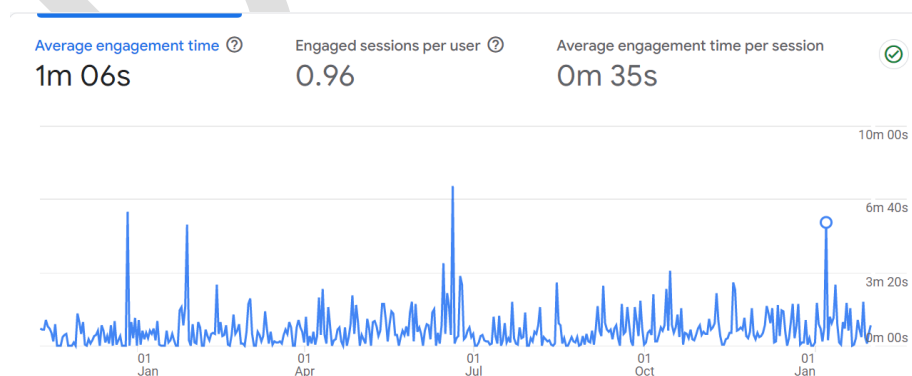 Average engagement time
Engaged sessions per user
Average engagement time per session
1m 06s
0.96
0m 35s
10m 00s
6m 40s
3m 20s
0m 00s
01
Jan
01
Apr
01
Jul
01
Oct
01
Jan